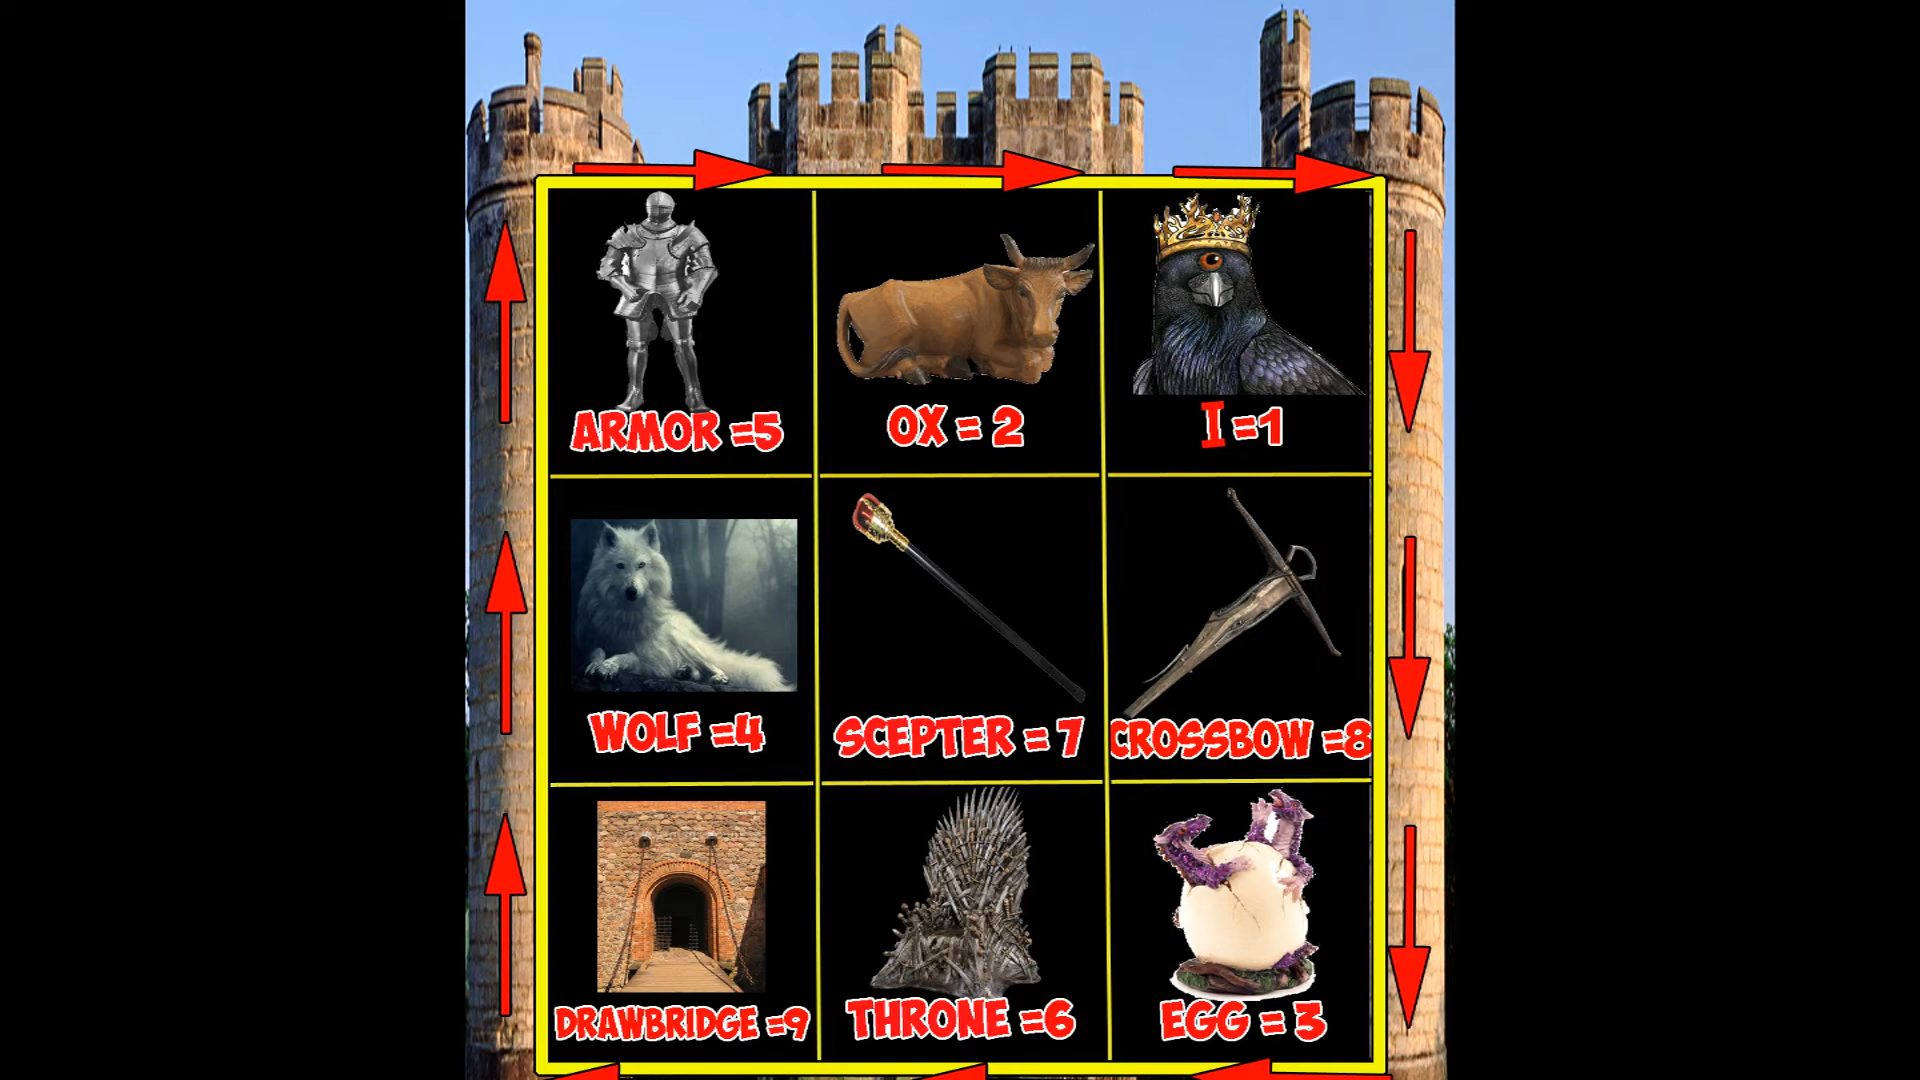 ARMOR =5
OX = 2
I =1
WOLF =4
SCEPTER = 7
CROSSBOW =8
DRAWBRIDGE =9
THRONE =6
EGG = 3